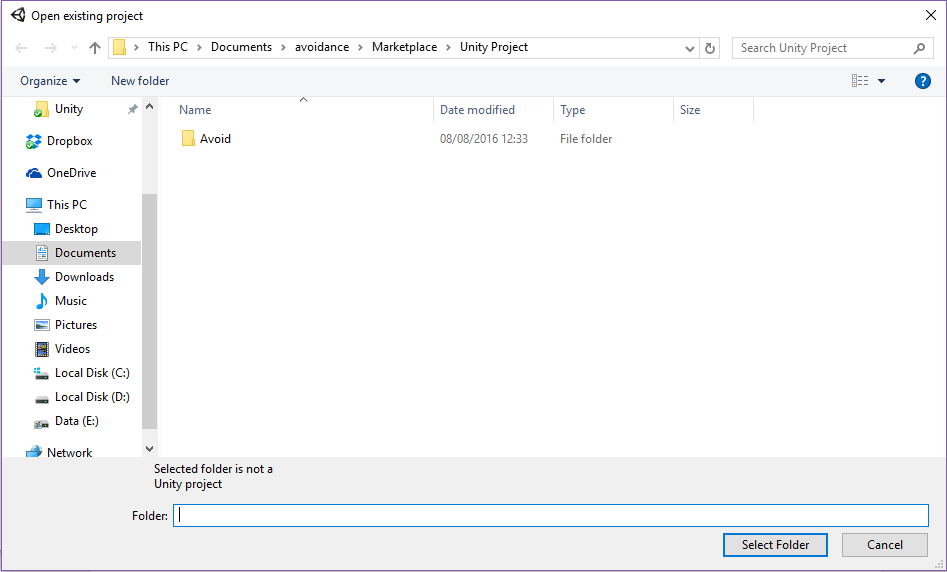 Open existing project
This PC > Documents > avoidance > Marketplace > Unity Project
Search Unity Project
Organize
New folder
?
Name
Date modified
Type
Size
Avoid
08/08/2016 12:33
File folder
Unity
Dropbox
OneDrive
This PC
Desktop
Documents
Downloads
Music
Pictures
Videos
Local Disk (C:)
Local Disk (D:)
Data (E:)
Network
Selected folder is not a
Unity project
Folder:
Select Folder
Cancel